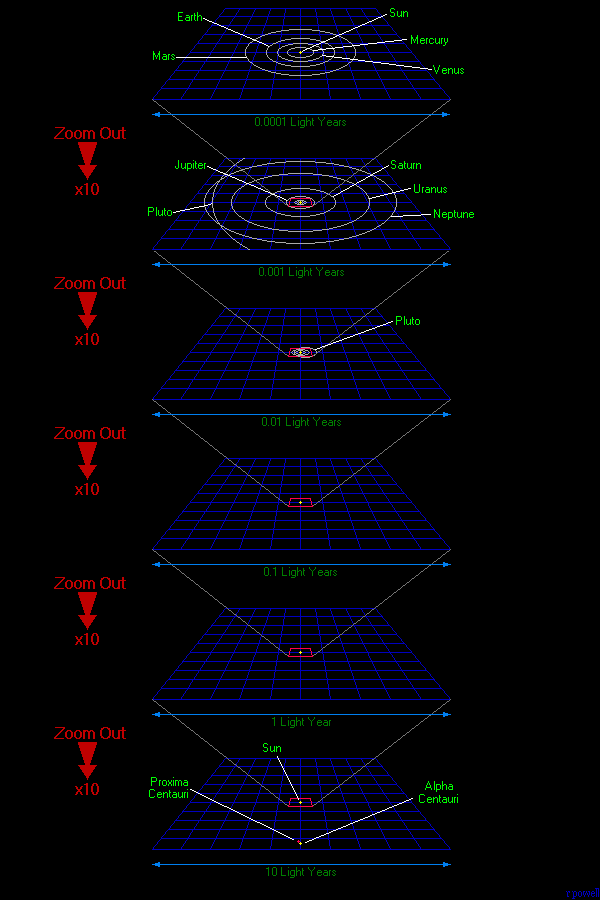 Earth
Sun
Mercury
Mars
Venus
0.0001 Light Years
Zoom Out
x10
Jupiter
Saturn
Uranus
Pluto
Neptune
0.001 Light Years
Zoom Out
x10
Pluto
0.01 Light Years
Zoom Out
x10
0.1 Light Years
Zoom Out
x10
1 Light Year
Zoom Out
x10
Sun
Proxima
Centauri
Alpha
Centauri
10 Light Years